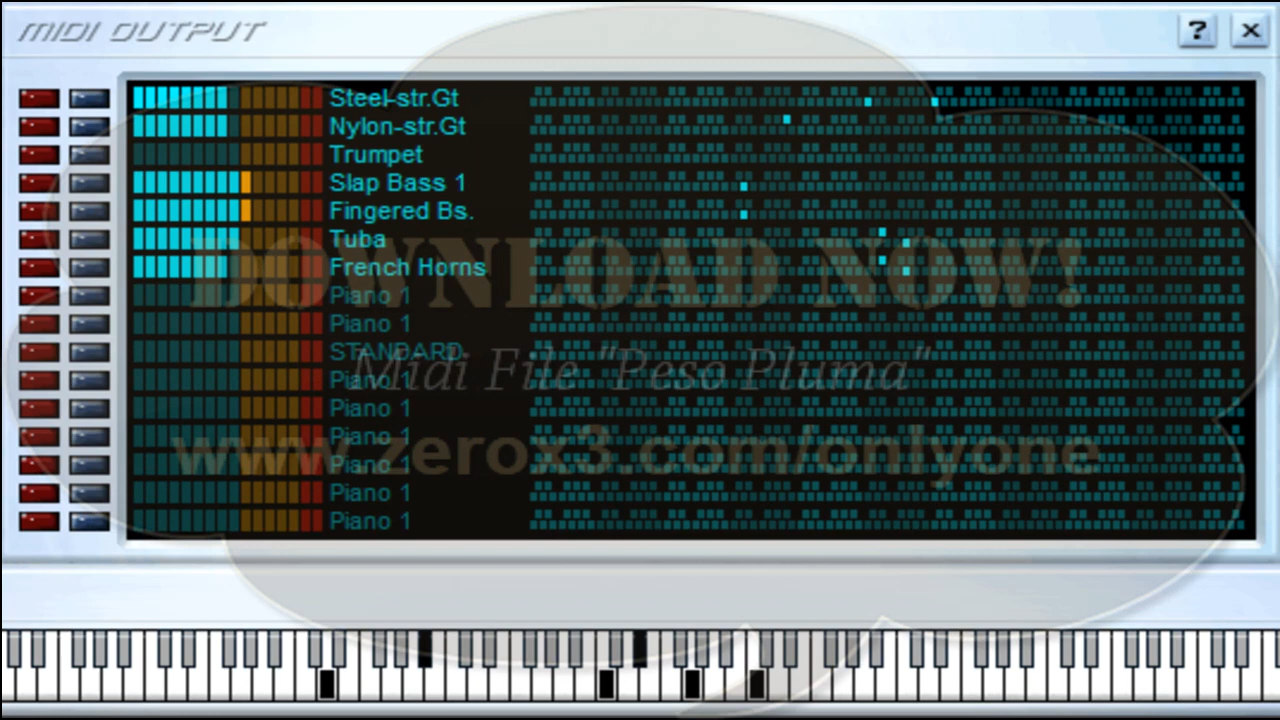 MIDI OUTPUT
?
×
Steel-str.Gt
Nylon-str.Gt
Trumpet
Slap Bass 1
Fingered Bs.
Tuba
French Horns
DOWNLOAD NOW!
Piano 1
Piano 1
STANDARD
Midi File "Peso Pluma"
Piano 1
Piano 1
Piano 1
www.zerox3.com/onlyone
Piano 1
Piano 1
Piano 1